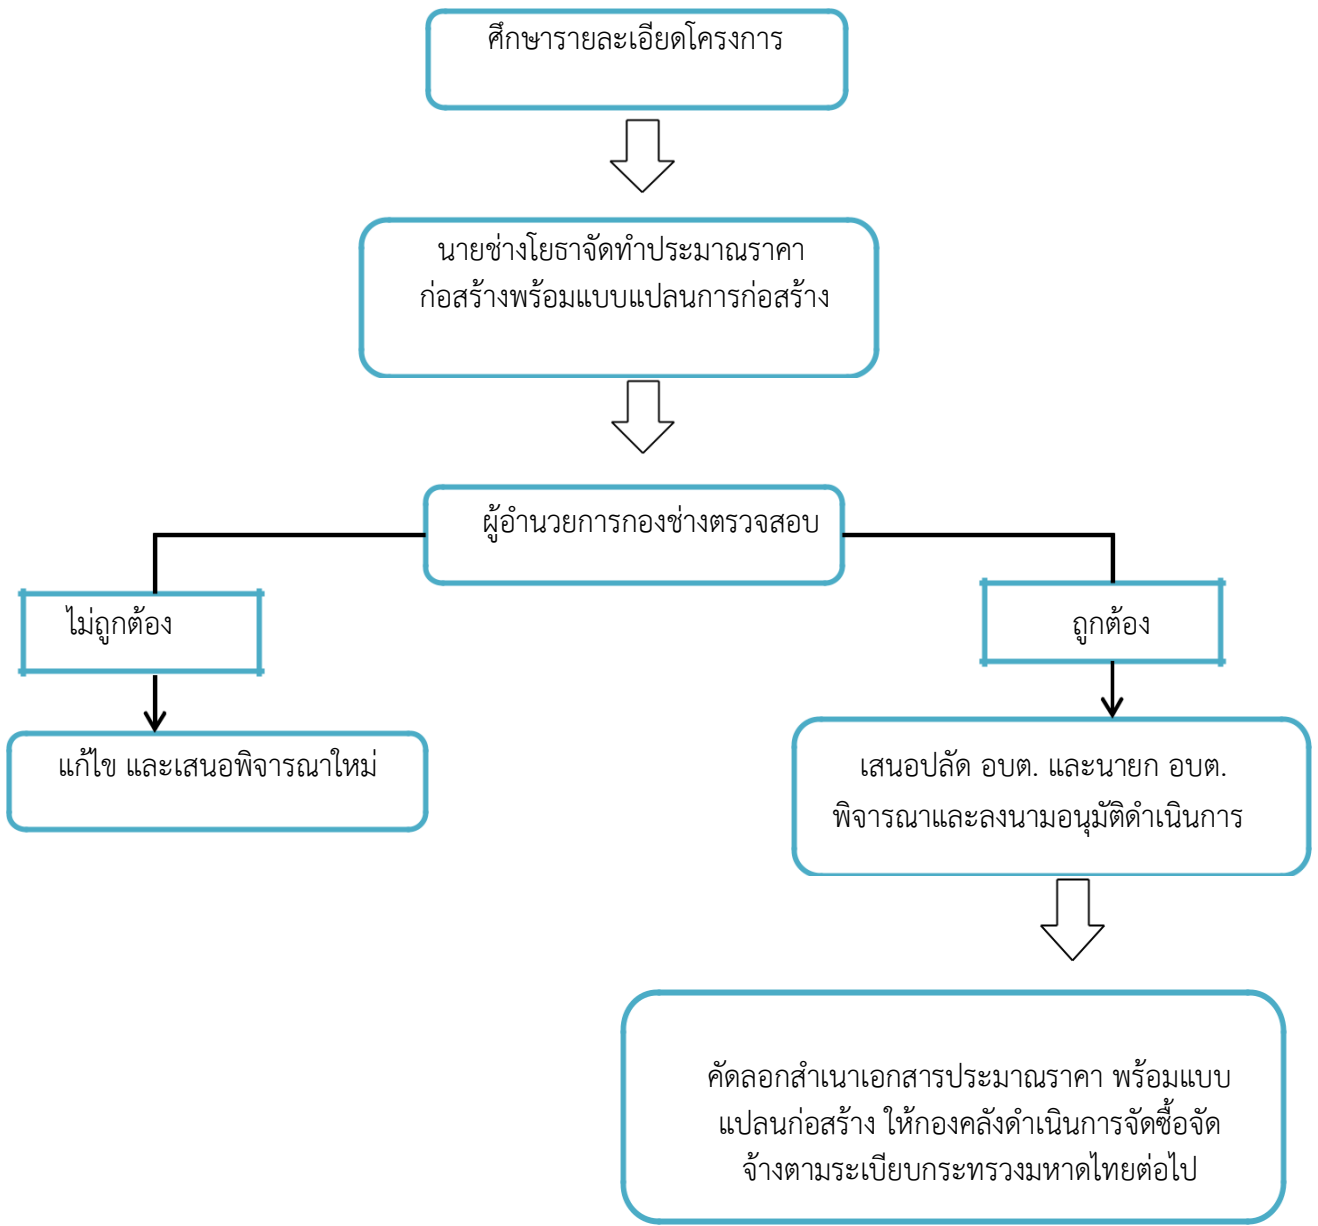 ศึกษารายละเอียดโครงการ
นายช่างโยธาจัดทำประมาณราคา
ก่อสร้างพร้อมแบบแปลนการก่อสร้าง
ผู้อำนวยการกองช่างตรวจสอบ
ไม่ถูกต้อง
ถูกต้อง
แก้ไข และเสนอพิจารณาใหม่
เสนอปลัด อบต. และนายก อบต.
พิจารณาและลงนามอนุมัติดำเนินการ
คัดลอกสำเนาเอกสารประมาณราคา พร้อมแบบ
แปลนก่อสร้าง ให้กองคลังดำเนินการจัดซื้อจัด
จ้างตามระเบียบกระทรวงมหาดไทยต่อไป